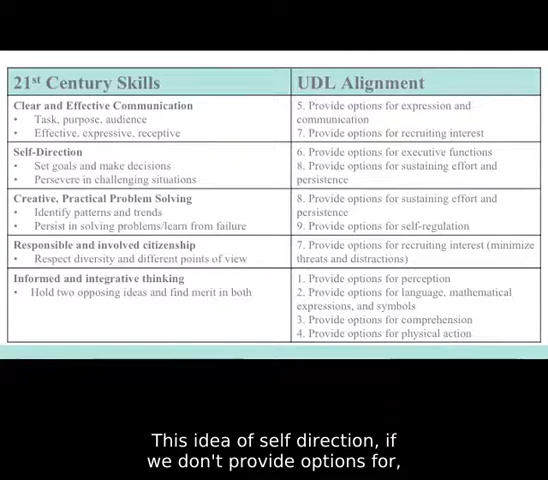 21st Century Skills
UDL Alignment
Clear and Effective Communication
• Task, purpose, audience
• Effective, expressive, receptive
5. Provide options for expression and
communication
7. Provide options for recruiting interest
Self-Direction
• Set goals and make decisions
• Persevere in challenging situations
6. Provide options for executive functions
8. Provide options for sustaining effort and
persistence
Creative, Practical Problem Solving
• Identify patterns and trends
• Persist in solving problems/learn from failure
8. Provide options for sustaining effort and
persistence
9. Provide options for self-regulation
Responsible and involved citizenship
• Respect diversity and different points of view
7. Provide options for recruiting interest (minimize
threats and distractions)
Informed and integrative thinking
• Hold two opposing ideas and find merit in both
1. Provide options for perception
2. Provide options for language, mathematical
expressions, and symbols
3. Provide options for comprehension
4. Provide options for physical action
This idea of self direction, if
we don't provide options for,